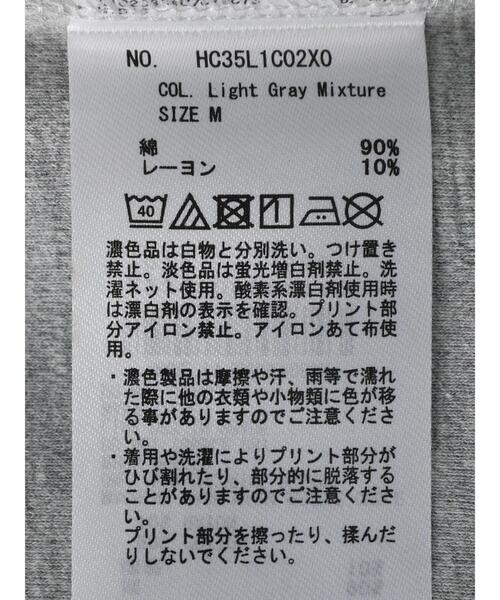 NO. HC35L1C02X0
COL. Light Gray Mixture
SIZE M
綿 90%
レーヨン 10%
40
濃色品は白物と分別洗い。つけ置き
禁止。淡色品は蛍光増白剤禁止。洗
濯ネット使用。酸素系漂白剤使用時
は漂白剤の表示を確認。プリント部
分アイロン禁止。アイロンあて布使
用。
・濃色製品は摩擦や汗、雨等で濡れ
た際に他の衣類や小物類に色が移
る事がありますのでご注意くださ
い。
・着用や洗濯によりプリント部分が
ひび割れたり、部分的に脱落する
ことがありますのでご注意くださ
い。
プリント部分を擦ったり、揉んだ
りしないでください。